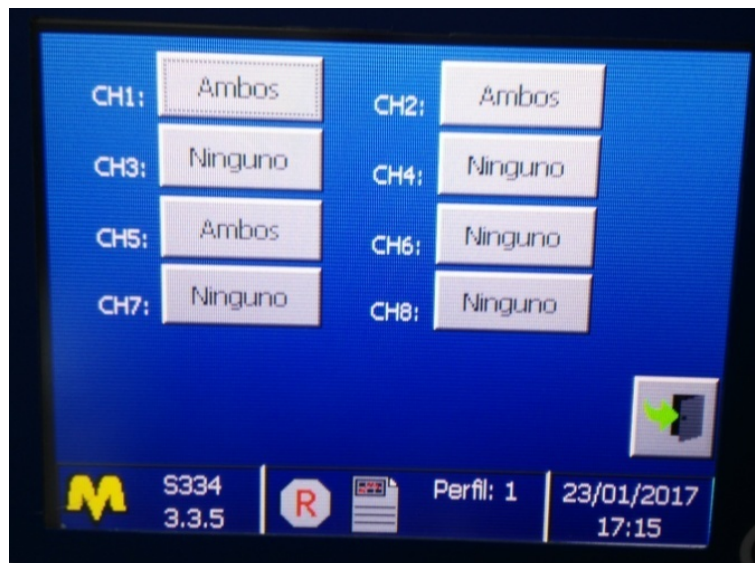 CH1: Ambos CH2: Ambos
CH3: Ninguno CH4: Ninguno
CH5: Ambos CH6: Ninguno
CH7: Ninguno CH8: Ninguno
M S334 R Perfil: 1 23/01/2017
3.3.5 17:15